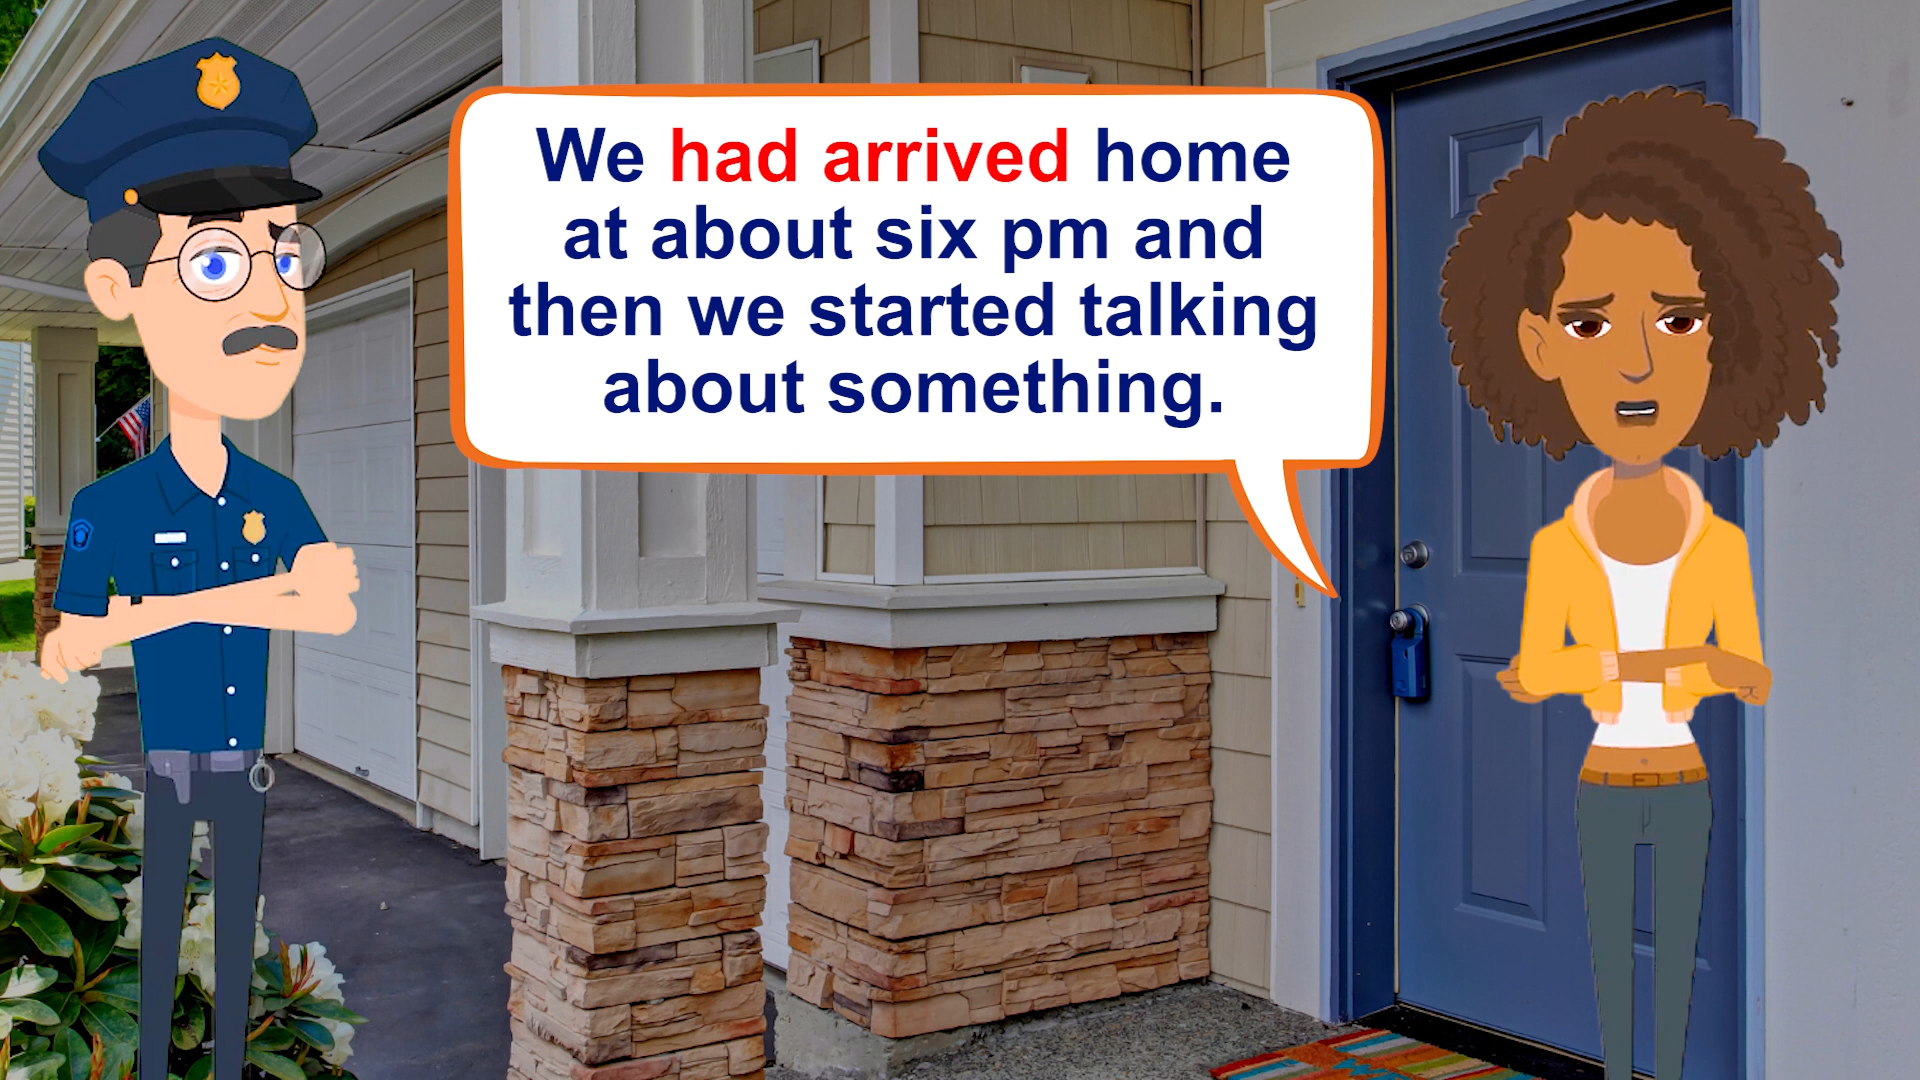 We had arrived home
at about six pm and
then we started talking
about something.